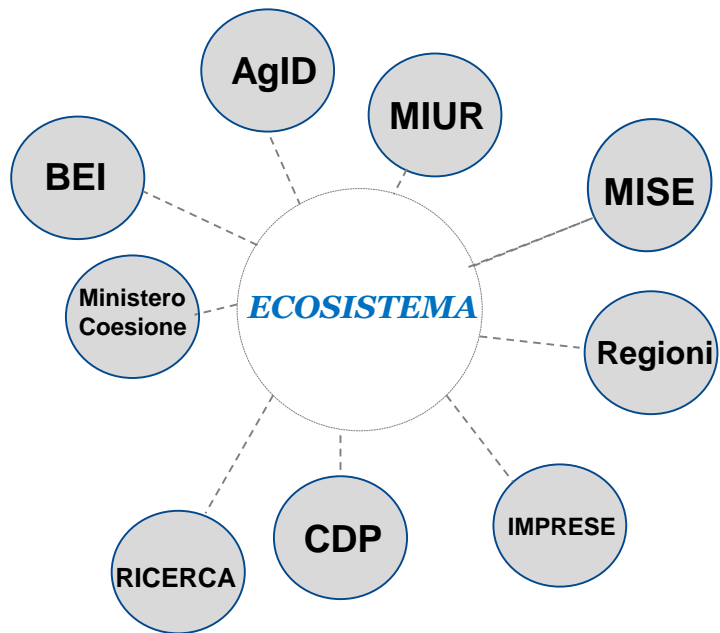 AgID
MIUR
BEI
MISE
Ministero
Coesione
ECOSISTEMA
Regioni
IMPRESE
CDP
RICERCA